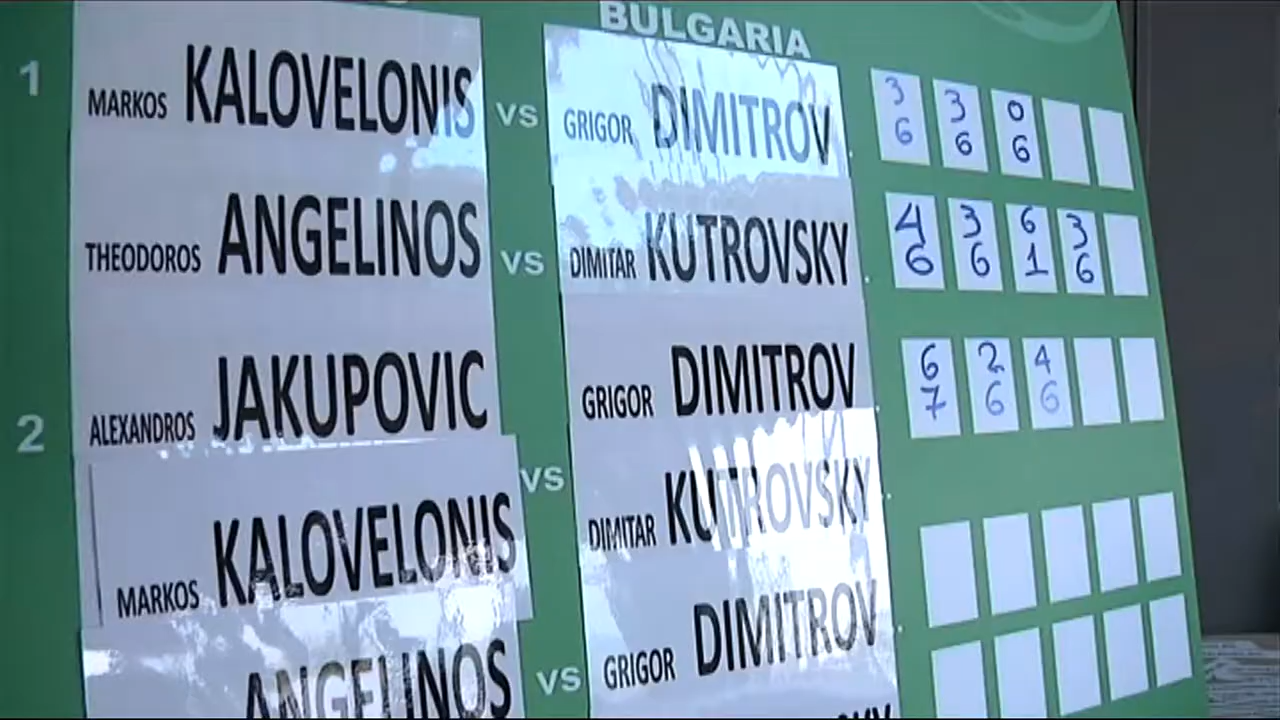 BULGARIA
1 MARKOS KALOVELONIS VS GRIGOR DIMITROV 3 3 0
6 6 6
THEODOROS ANGELINOS VS DIMITAR KUTROVSKY 4 3 6 3
6 6 1 6
2 ALEXANDROS JAKUPOVIC GRIGOR DIMITROV 6 2 4
7 6 6
VS
MARKOS KALOVELONIS DIMITAR KUTROVSKY
ANGELINOS VS GRIGOR DIMITROV